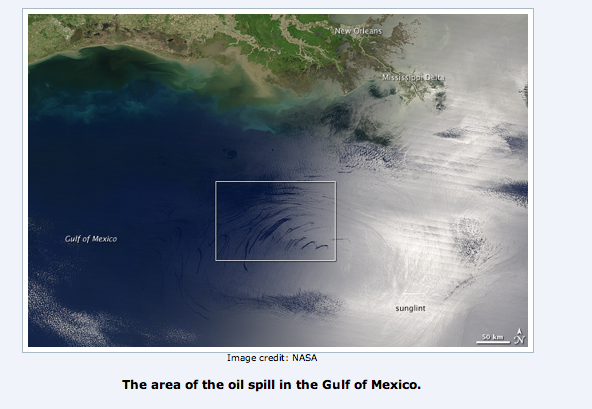 New Orleans
Mississippi Delta
Gulf of Mexico
sunglint
50 km
N
Image credit: NASA
The area of the oil spill in the Gulf of Mexico.